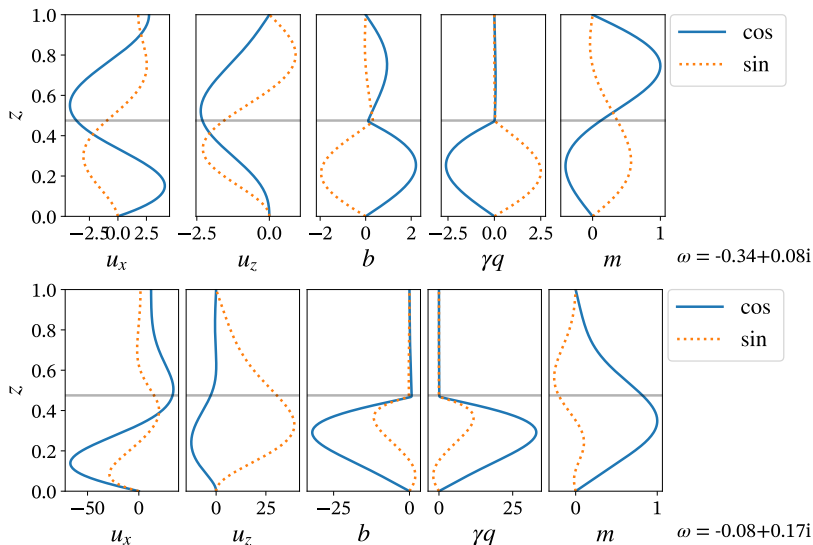 1.0
0.8
0.6
0.4
0.2
0.0
z
−2.5 0.0 2.5
−2.5 0.0
−2 0 2
−2.5 0.0 2.5
0 1
u_x
u_z
b
γq
m
cos
sin
ω = -0.34+0.08i
1.0
0.8
0.6
0.4
0.2
0.0
z
−50 0
0 25
−25 0
0 25
0 1
u_x
u_z
b
γq
m
cos
sin
ω = -0.08+0.17i